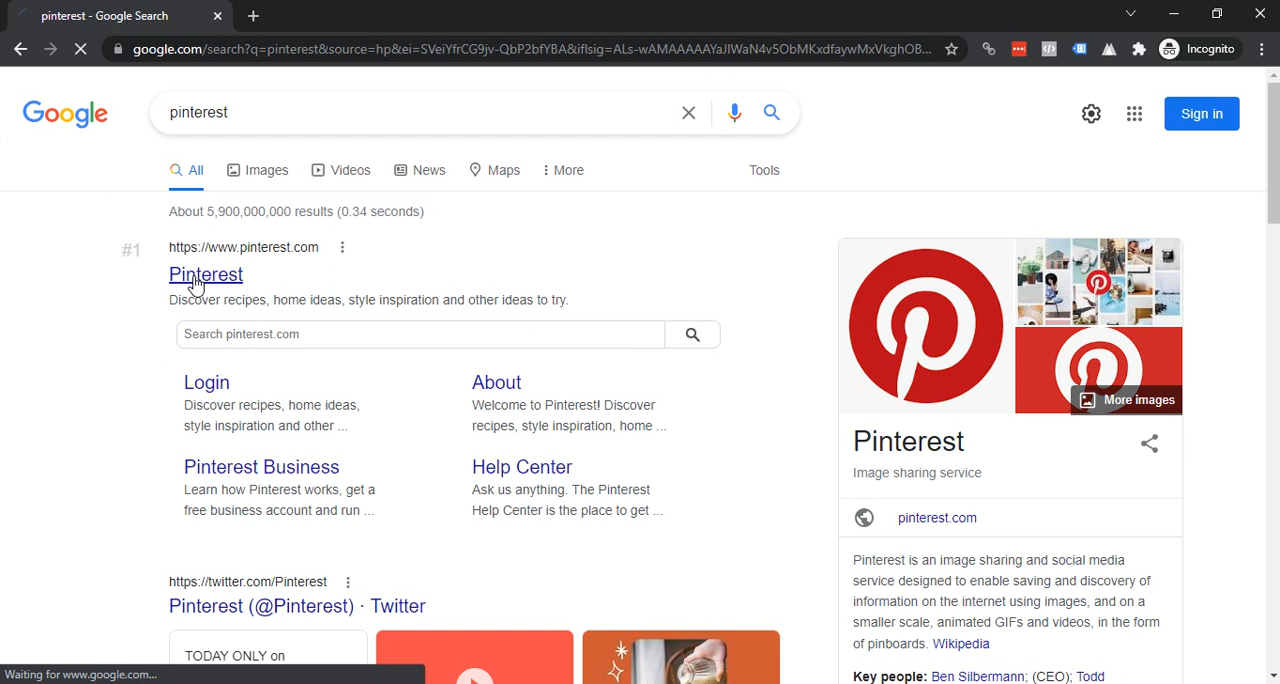 pinterest - Google Search
google.com/search?q=pinterest&source=hp&ei=SVeiYfrCG9jv-QbP2bfYBA&iflsig=ALs-wAMAAAAAYaJlWaN4v5ObMKxdfaywMxVkghOB...
Incognito
Google
pinterest
Sign in
All Images Videos News Maps More Tools
About 5,900,000,000 results (0.34 seconds)
#1
https://www.pinterest.com
Pinterest
Discover recipes, home ideas, style inspiration and other ideas to try.
Search pinterest.com
Login
Discover recipes, home ideas,
style inspiration and other ...
About
Welcome to Pinterest! Discover
recipes, style inspiration, home ...
Pinterest Business
Learn how Pinterest works, get a
free business account and run ...
Help Center
Ask us anything. The Pinterest
Help Center is the place to get ...
https://twitter.com/Pinterest
Pinterest (@Pinterest) · Twitter
TODAY ONLY on
Waiting for www.google.com...
More images
Pinterest
Image sharing service
pinterest.com
Pinterest is an image sharing and social media
service designed to enable saving and discovery of
information on the internet using images, and on a
smaller scale, animated GIFs and videos, in the form
of pinboards. Wikipedia
Key people: Ben Silbermann; (CEO); Todd